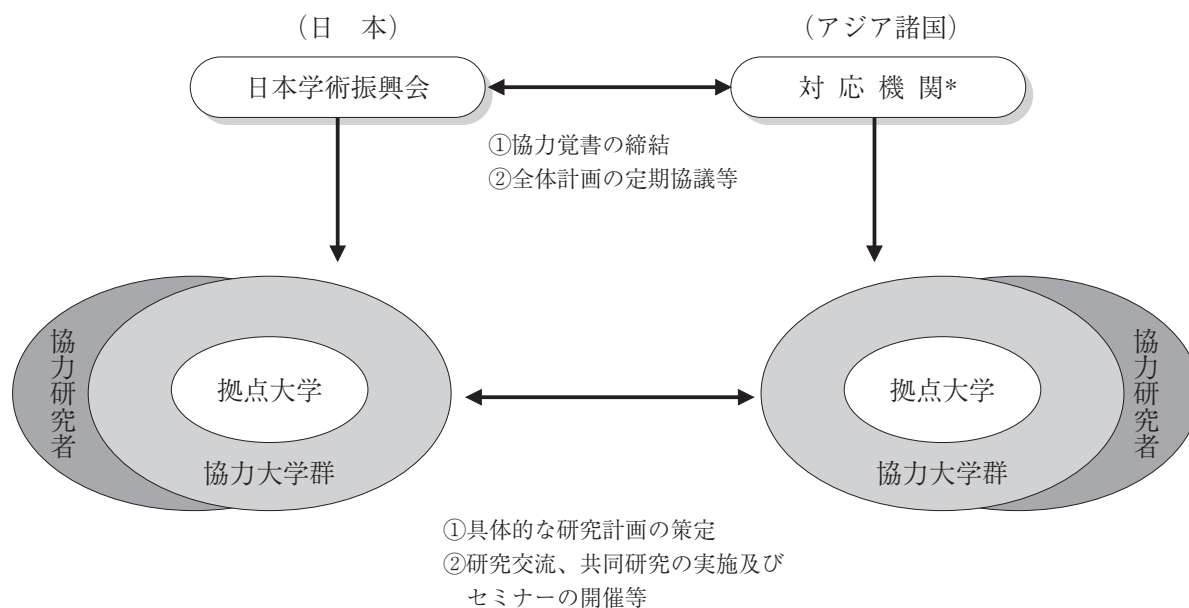 (日 本)
(アジア諸国)
日本学術振興会
対 応 機 関*
①協力覚書の締結
②全体計画の定期協議等
協力研究者
拠点大学
協力大学群
拠点大学
協力大学群
協力研究者
①具体的な研究計画の策定
②研究交流、共同研究の実施及び
セミナーの開催等